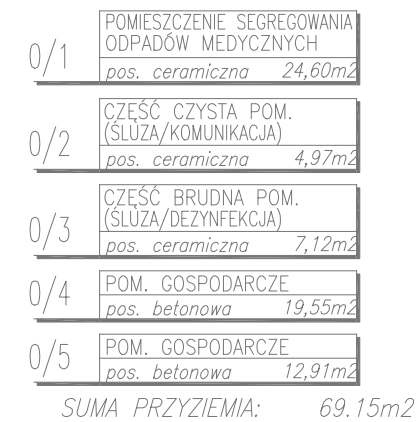 POMIESZCZENIE SEGREGOWANIA
0/1 ODPADÓW MEDYCZNYCH
pos. ceramiczna 24,60m2
CZĘŚĆ CZYSTA POM.
0/2 (ŚLUZA/KOMUNIKACJA)
pos. ceramiczna 4,97m2
CZĘŚĆ BRUDNA POM.
0/3 (ŚLUZA/DEZYNFEKCJA)
pos. ceramiczna 7,12m2
0/4 POM. GOSPODARCZE
pos. betonowa 19,55m2
0/5 POM. GOSPODARCZE
pos. betonowa 12,91m2
SUMA PRZYZIEMIA: 69.15m2